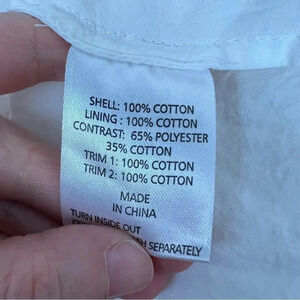 SHELL: 100% COTTON
LINING : 100% COTTON
CONTRAST: 65% POLYESTER
35% COTTON
TRIM 1: 100% COTTON
TRIM 2: 100% COTTON
MADE
IN CHINA
TURN INSIDE OUT
SEPARATELY